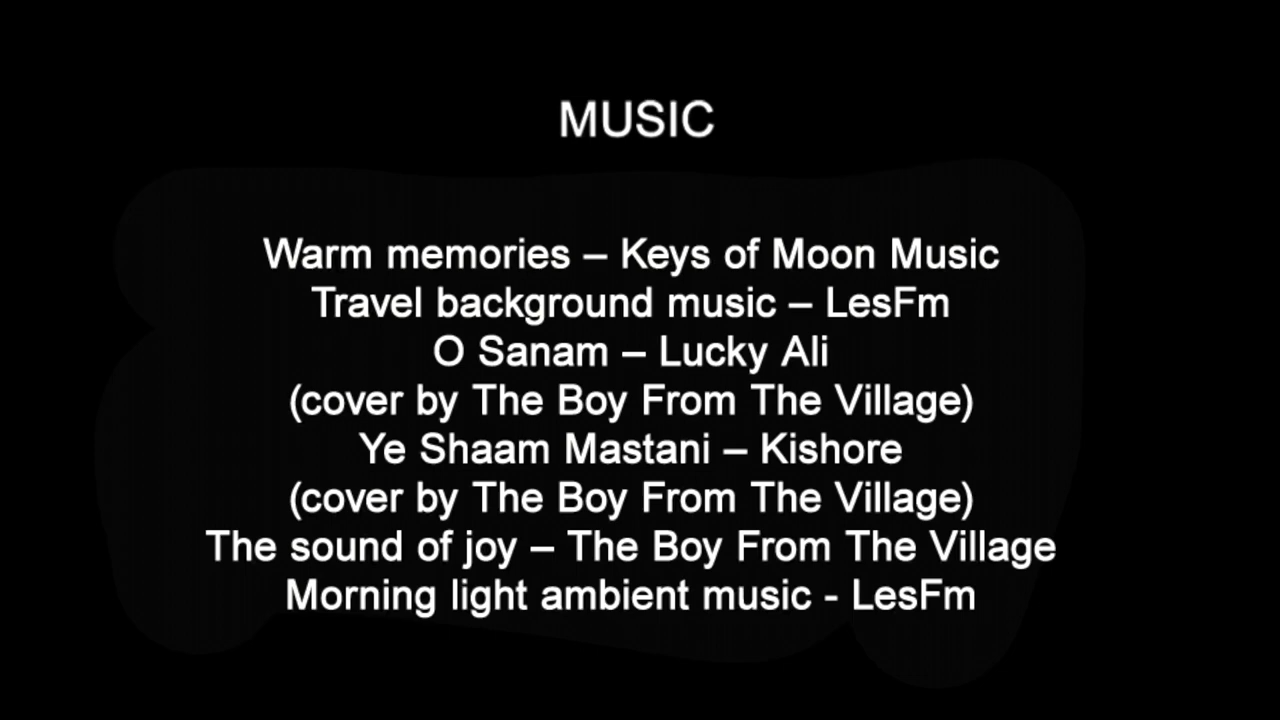 MUSIC
Warm memories – Keys of Moon Music
Travel background music – LesFm
O Sanam – Lucky Ali
(cover by The Boy From The Village)
Ye Shaam Mastani – Kishore
(cover by The Boy From The Village)
The sound of joy – The Boy From The Village
Morning light ambient music - LesFm